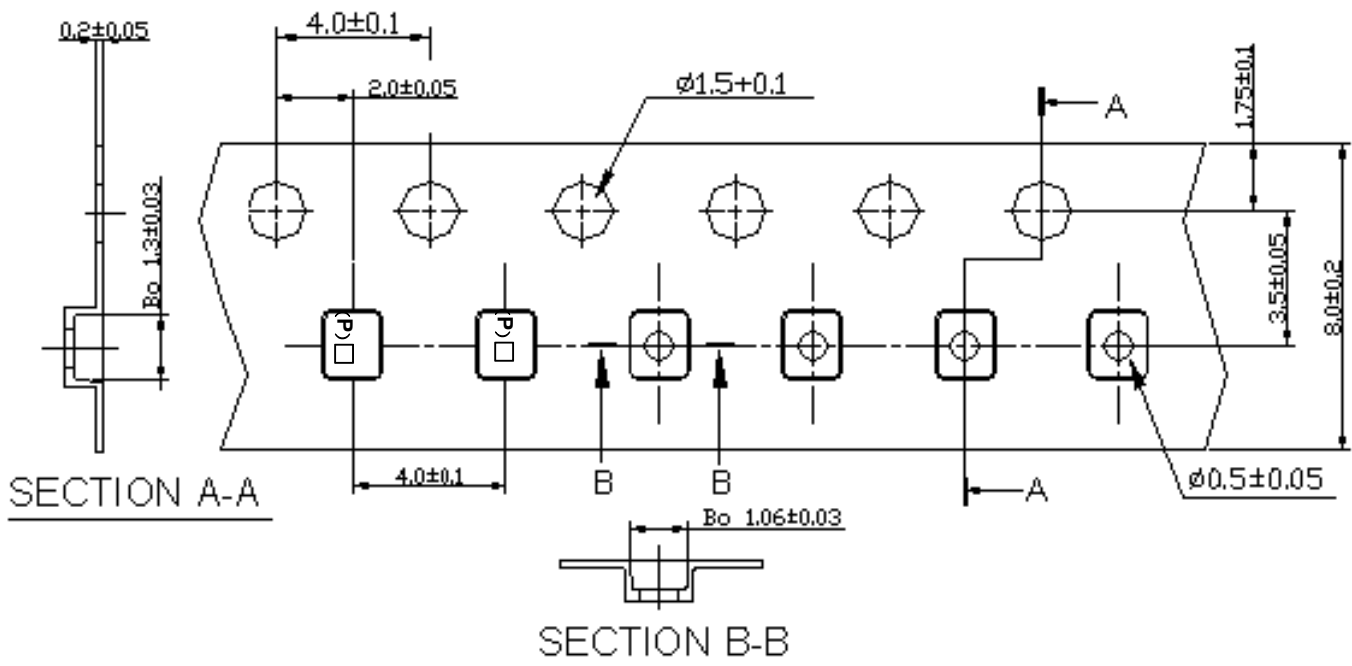 0.2±0.05
4.0±0.1
2.0±0.05
Ø1.5+0.1
A
1.75±0.1
Bo 1.3±0.03
3.5±0.05
8.0±0.2
(P)□
(P)□
4.0±0.1
B
B
A
Ø0.5±0.05
SECTION A-A
Bo 1.06±0.03
SECTION B-B